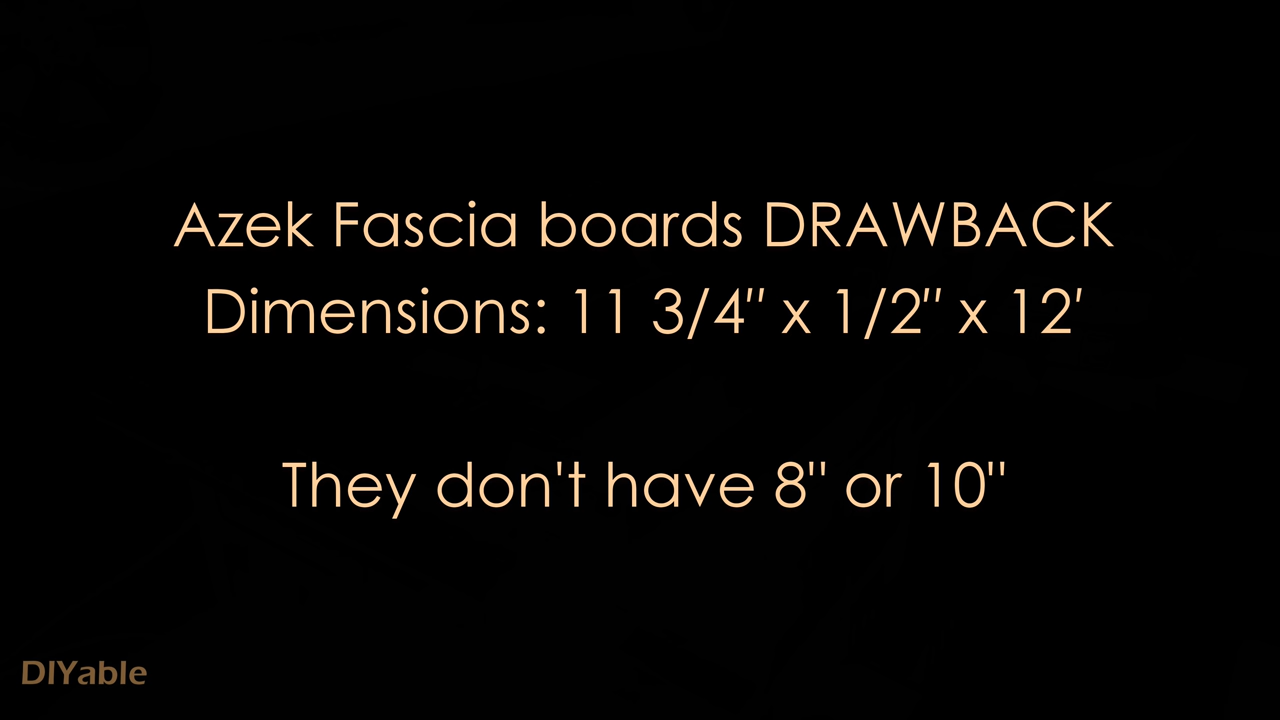 Azek Fascia boards DRAWBACK
Dimensions: 11 3/4" x 1/2" x 12'
They don't have 8" or 10"
DIYable